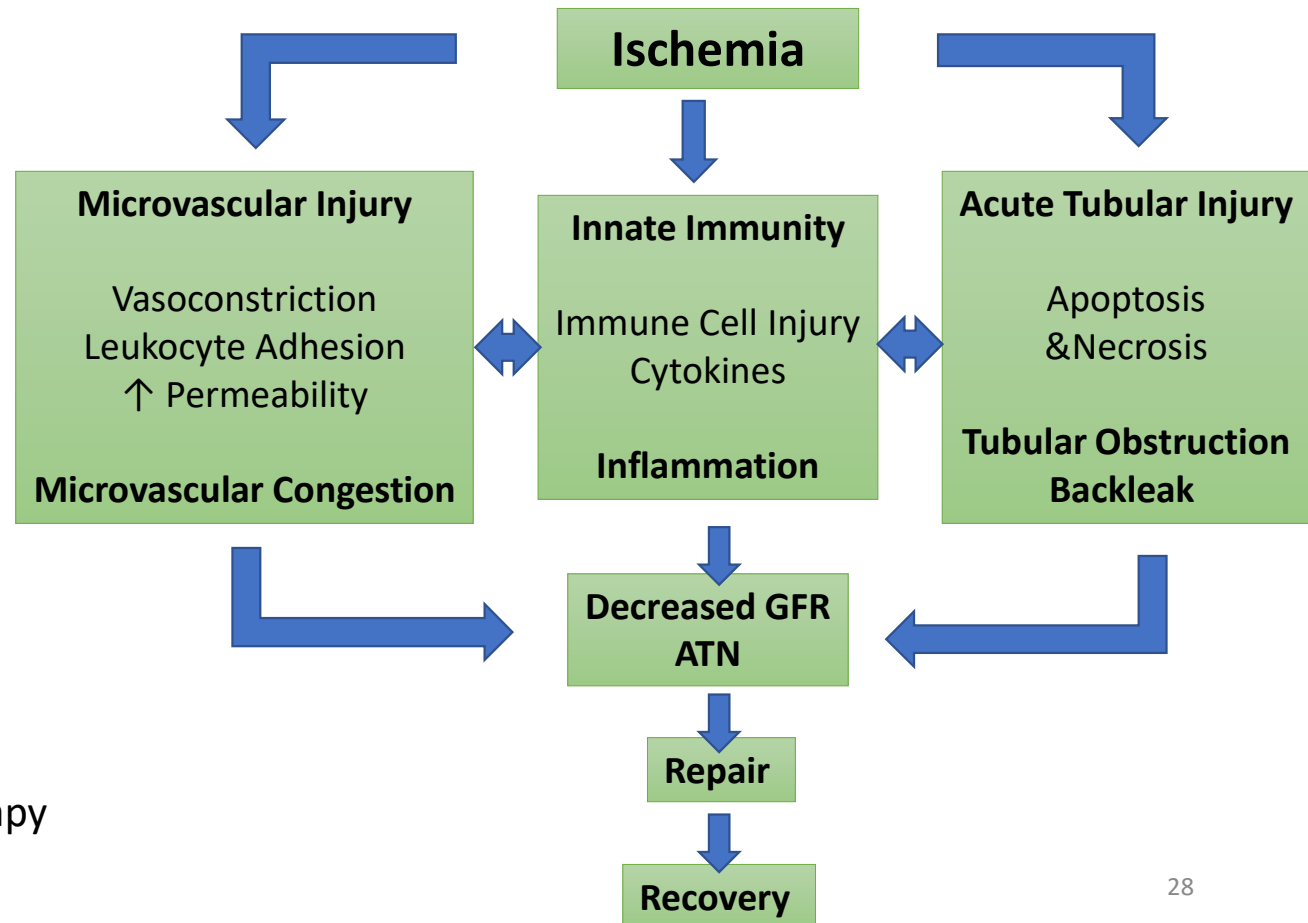 Ischemia
Microvascular Injury
Vasoconstriction
Leukocyte Adhesion
↑ Permeability
Microvascular Congestion
Innate Immunity
Immune Cell Injury
Cytokines
Inflammation
Acute Tubular Injury
Apoptosis
&Necrosis
Tubular Obstruction
Backleak
Decreased GFR
ATN
Repair
Recovery
28